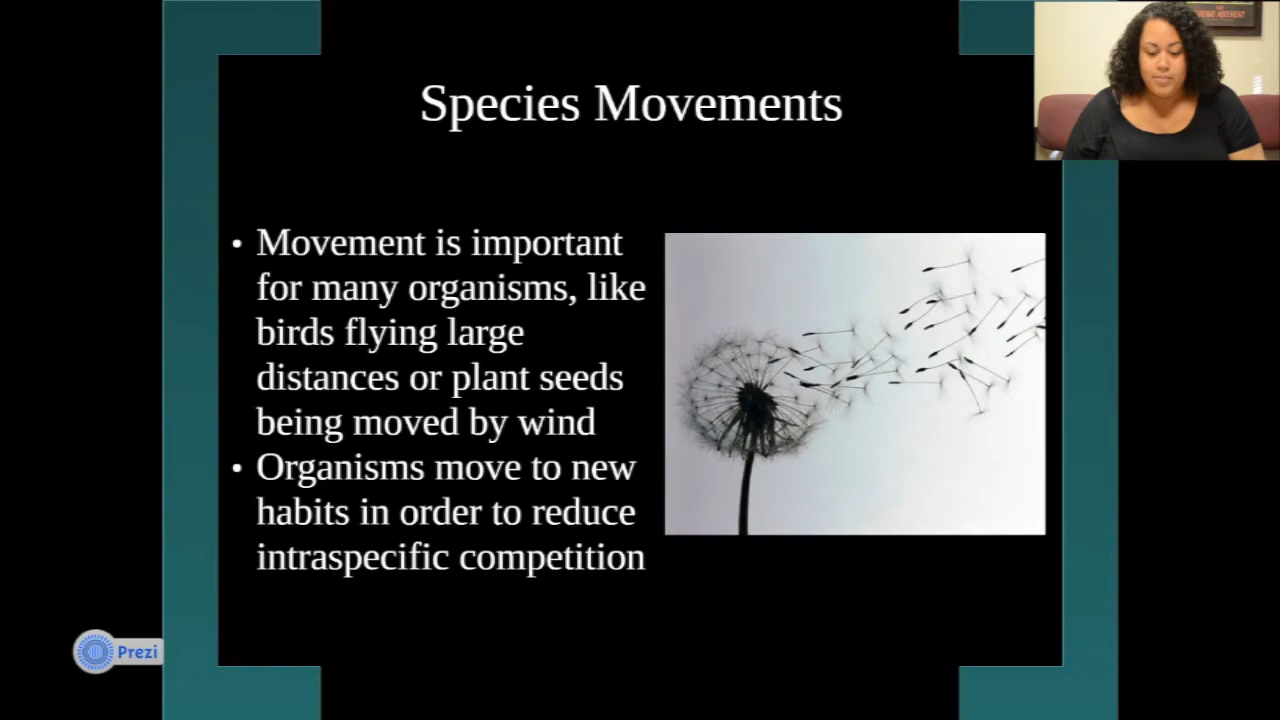 Species Movements
• Movement is important
for many organisms, like
birds flying large
distances or plant seeds
being moved by wind
• Organisms move to new
habits in order to reduce
intraspecific competition
Prezi